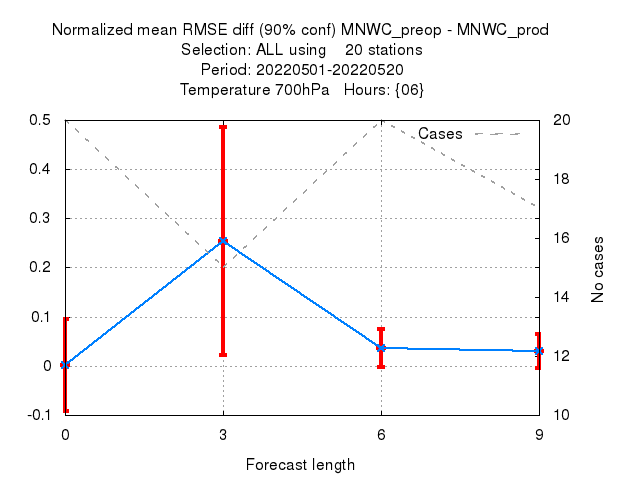 Normalized mean RMSE diff (90% conf) MNWC_preop - MNWC_prod
Selection: ALL using    20 stations
Period: 20220501-20220520
Temperature 700hPa   Hours: {06}
Cases
0.5
0.4
0.3
0.2
0.1
0
-0.1
20
18
16
14
12
10
No cases
0 3 6 9
Forecast length